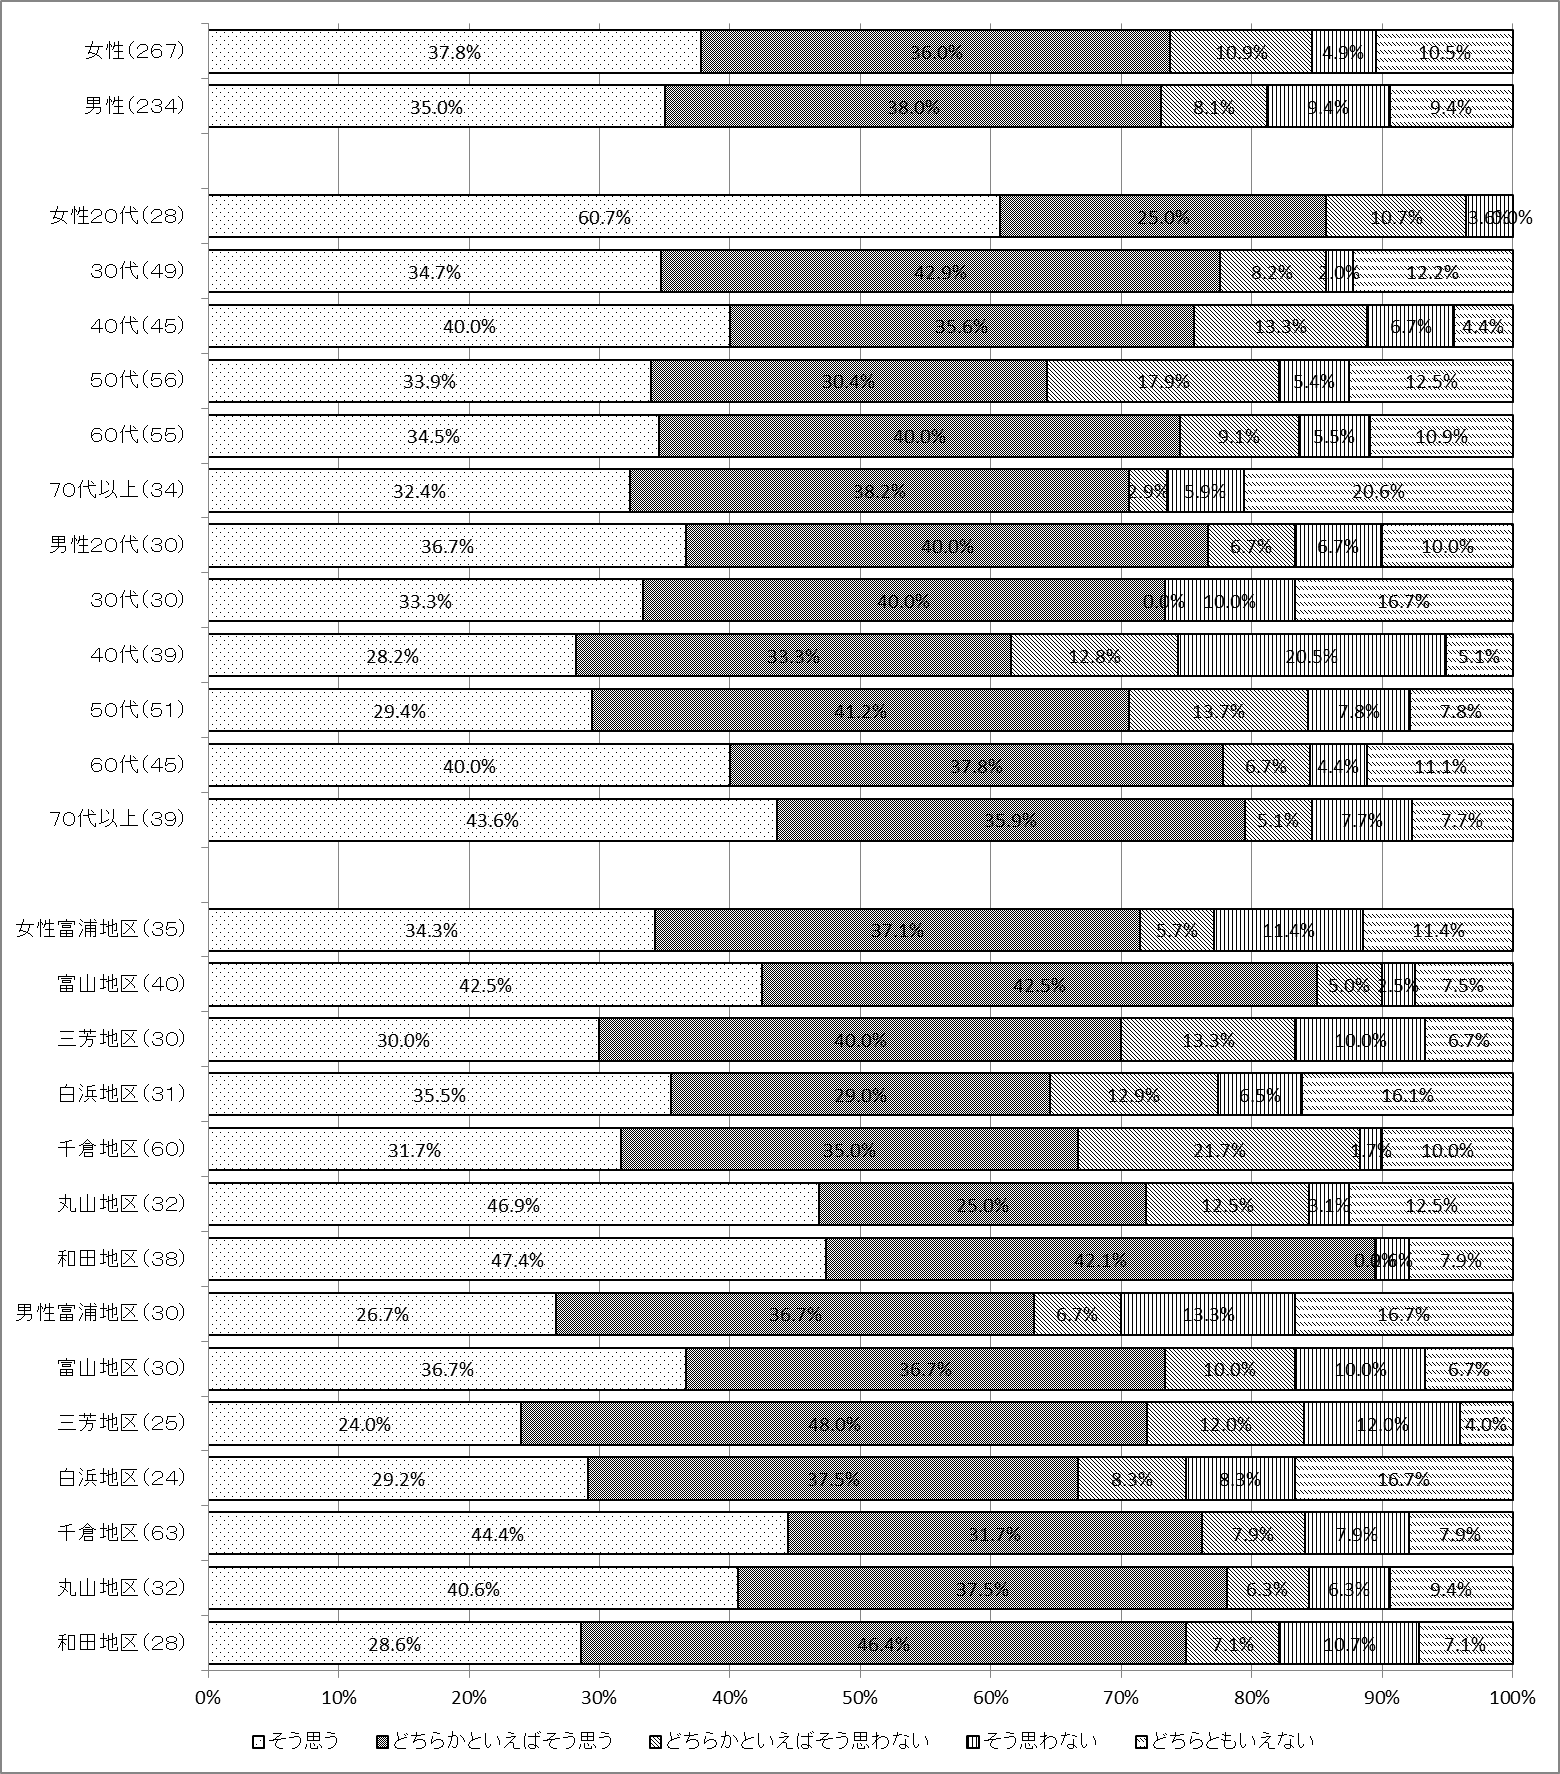 女性(267) 37.8% 36.0% 10.9% 4.9% 10.5%
男性(234) 35.0% 38.0% 8.1% 9.4% 9.4%
女性20代(28) 60.7% 25.0% 10.7% 3.6% 0.0%
30代(49) 34.7% 42.9% 8.2% 2.0% 12.2%
40代(45) 40.0% 35.6% 13.3% 6.7% 4.4%
50代(56) 33.9% 30.4% 17.9% 5.4% 12.5%
60代(55) 34.5% 40.0% 9.1% 5.5% 10.9%
70代以上(34) 32.4% 38.2% 2.9% 5.9% 20.6%
男性20代(30) 36.7% 40.0% 6.7% 6.7% 10.0%
30代(30) 33.3% 40.0% 0.0% 10.0% 16.7%
40代(39) 28.2% 33.3% 12.8% 20.5% 5.1%
50代(51) 29.4% 41.2% 13.7% 7.8% 7.8%
60代(45) 40.0% 37.8% 6.7% 4.4% 11.1%
70代以上(39) 43.6% 35.9% 5.1% 7.7% 7.7%
女性富浦地区(35) 34.3% 37.1% 5.7% 11.4% 11.4%
富山地区(40) 42.5% 42.5% 5.0% 2.5% 7.5%
三芳地区(30) 30.0% 40.0% 13.3% 10.0% 6.7%
白浜地区(31) 35.5% 29.0% 12.9% 6.5% 16.1%
千倉地区(60) 31.7% 35.0% 21.7% 1.7% 10.0%
丸山地区(32) 46.9% 25.0% 12.5% 3.1% 12.5%
和田地区(38) 47.4% 42.1% 0.0% 2.6% 7.9%
男性富浦地区(30) 26.7% 36.7% 6.7% 13.3% 16.7%
富山地区(30) 36.7% 36.7% 10.0% 10.0% 6.7%
三芳地区(25) 24.0% 48.0% 12.0% 12.0% 4.0%
白浜地区(24) 29.2% 37.5% 8.3% 8.3% 16.7%
千倉地区(63) 44.4% 31.7% 7.9% 7.9% 7.9%
丸山地区(32) 40.6% 37.5% 6.3% 6.3% 9.4%
和田地区(28) 28.6% 46.4% 7.1% 10.7% 7.1%
0% 10% 20% 30% 40% 50% 60% 70% 80% 90% 100%
そう思う どちらかといえばそう思う どちらかといえばそう思わない そう思わない どちらともいえない